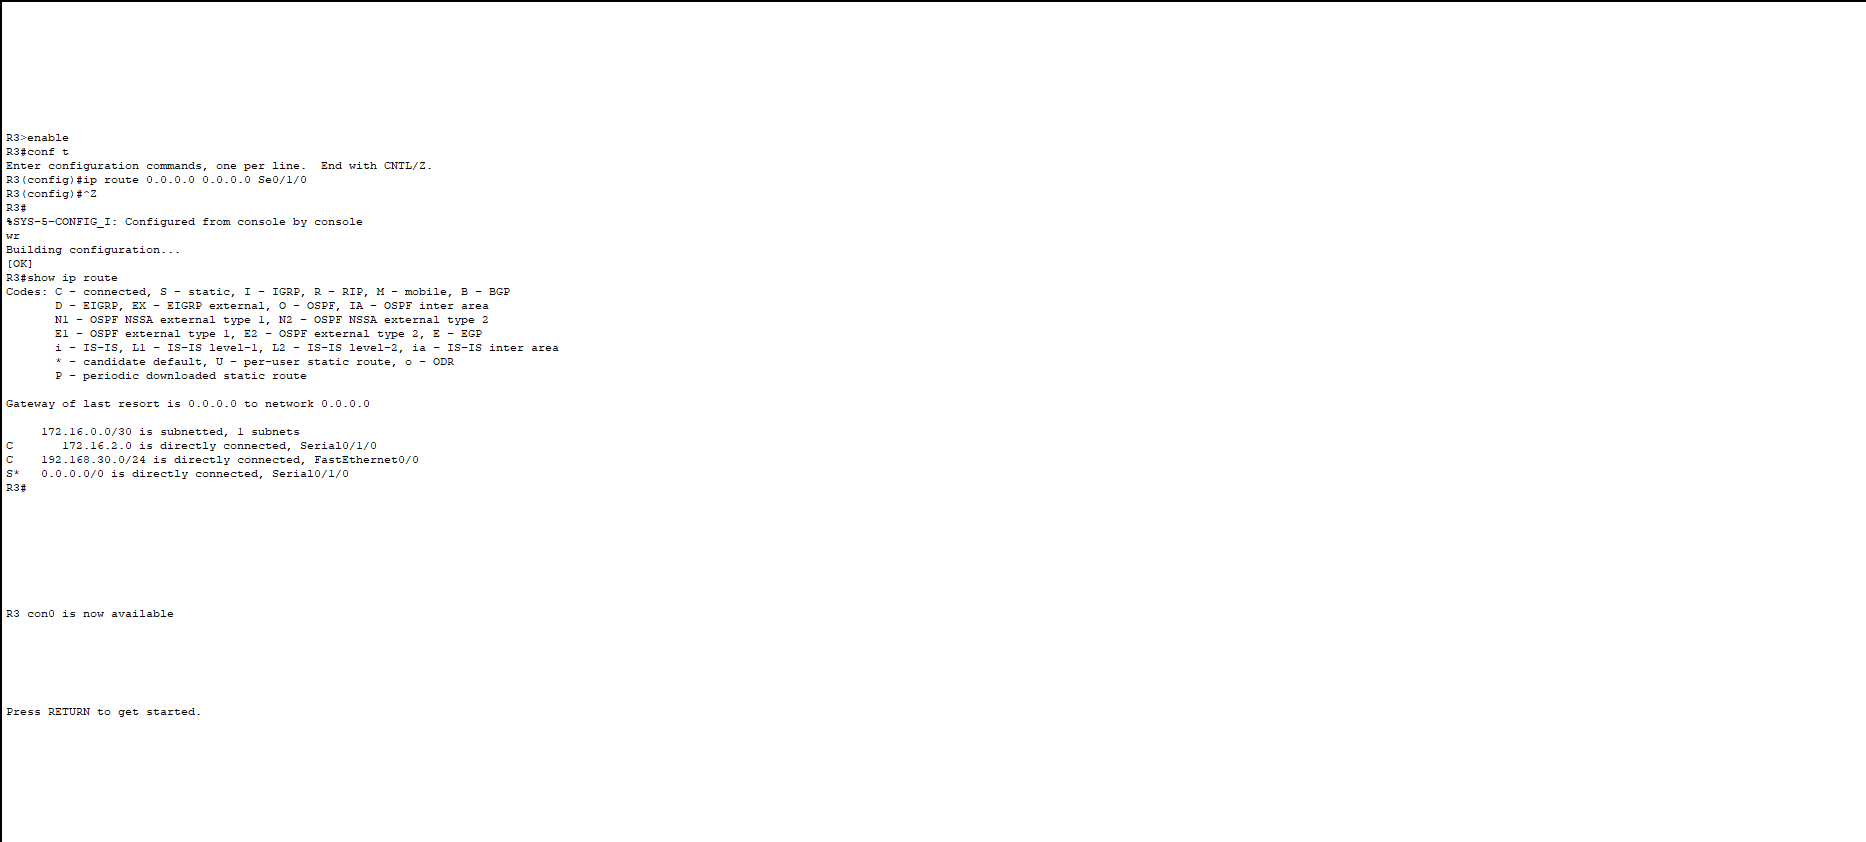 R3>enable
R3#conf t
Enter configuration commands, one per line.  End with CNTL/Z.
R3(config)#ip route 0.0.0.0 0.0.0.0 Se0/1/0
R3(config)#^Z
R3#
%SYS-5-CONFIG_I: Configured from console by console
wr
Building configuration...
[OK]
R3#show ip route
Codes: C - connected, S - static, I - IGRP, R - RIP, M - mobile, B - BGP
       D - EIGRP, EX - EIGRP external, O - OSPF, IA - OSPF inter area
       N1 - OSPF NSSA external type 1, N2 - OSPF NSSA external type 2
       E1 - OSPF external type 1, E2 - OSPF external type 2, E - EGP
       i - IS-IS, L1 - IS-IS level-1, L2 - IS-IS level-2, ia - IS-IS inter area
       * - candidate default, U - per-user static route, o - ODR
       P - periodic downloaded static route
Gateway of last resort is 0.0.0.0 to network 0.0.0.0
     172.16.0.0/30 is subnetted, 1 subnets
C       172.16.2.0 is directly connected, Serial0/1/0
C    192.168.30.0/24 is directly connected, FastEthernet0/0
S*   0.0.0.0/0 is directly connected, Serial0/1/0
R3#
R3 con0 is now available
Press RETURN to get started.